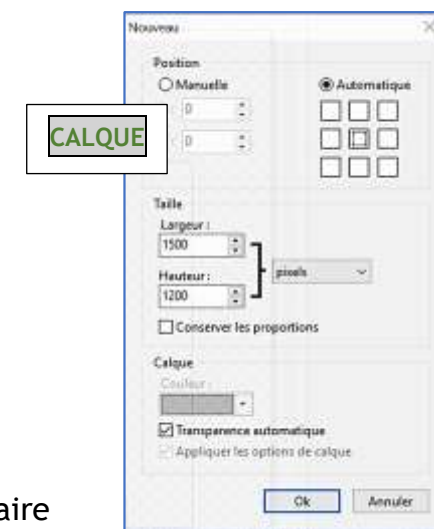 Nouveau
Position
Manuelle
Automatique
0
CALQUE
0
Taille
Largeur :
1500
pixels
Hauteur :
1200
Conserver les proportions
Calque
Couleur :
Transparence automatique
Appliquer les options de calque
Ok Annuler
aire